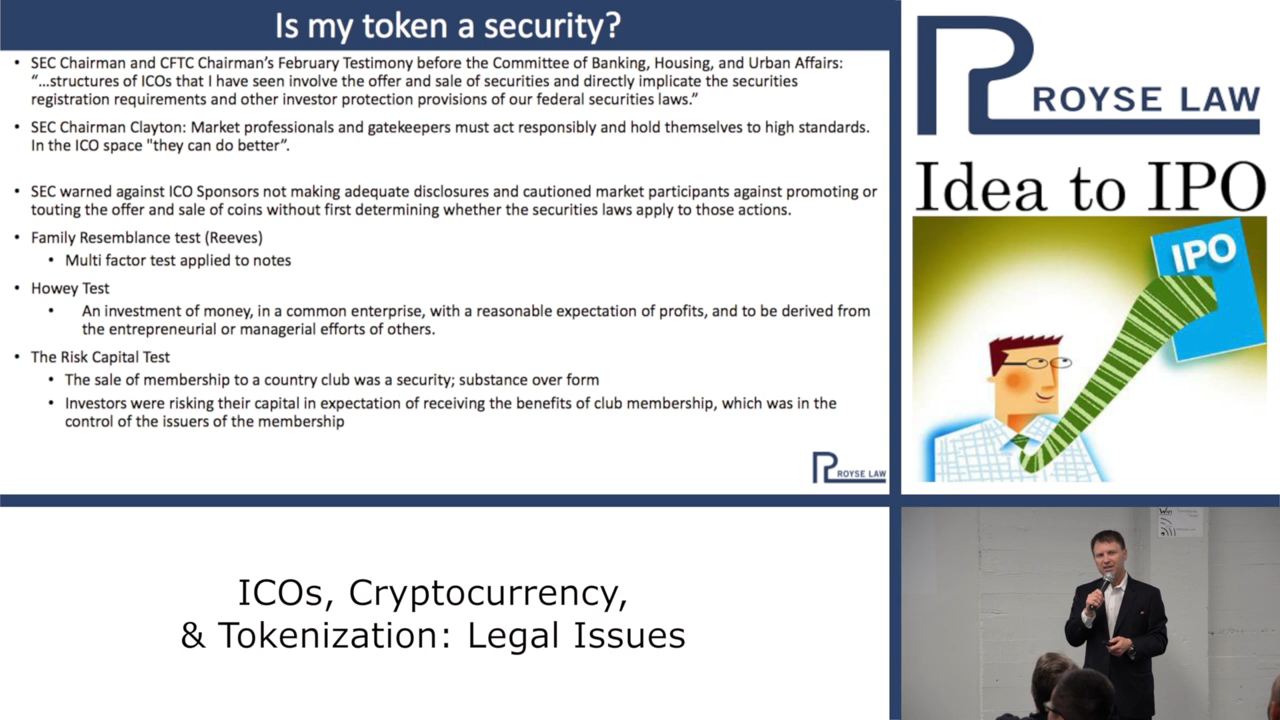 Is my token a security?
• SEC Chairman and CFTC Chairman's February Testimony before the Committee of Banking, Housing, and Urban Affairs:
"...structures of ICOs that I have seen involve the offer and sale of securities and directly implicate the securities
registration requirements and other investor protection provisions of our federal securities laws."
• SEC Chairman Clayton: Market professionals and gatekeepers must act responsibly and hold themselves to high standards.
In the ICO space "they can do better".
• SEC warned against ICO Sponsors not making adequate disclosures and cautioned market participants against promoting or
touting the offer and sale of coins without first determining whether the securities laws apply to those actions.
• Family Resemblance test (Reeves)
• Multi factor test applied to notes
• Howey Test
• An investment of money, in a common enterprise, with a reasonable expectation of profits, and to be derived from
the entrepreneurial or managerial efforts of others.
• The Risk Capital Test
• The sale of membership to a country club was a security; substance over form
• Investors were risking their capital in expectation of receiving the benefits of club membership, which was in the
control of the issuers of the membership
ROYSE LAW
ROYSE LAW
Idea to IPO
IPO
ICOs, Cryptocurrency,
& Tokenization: Legal Issues